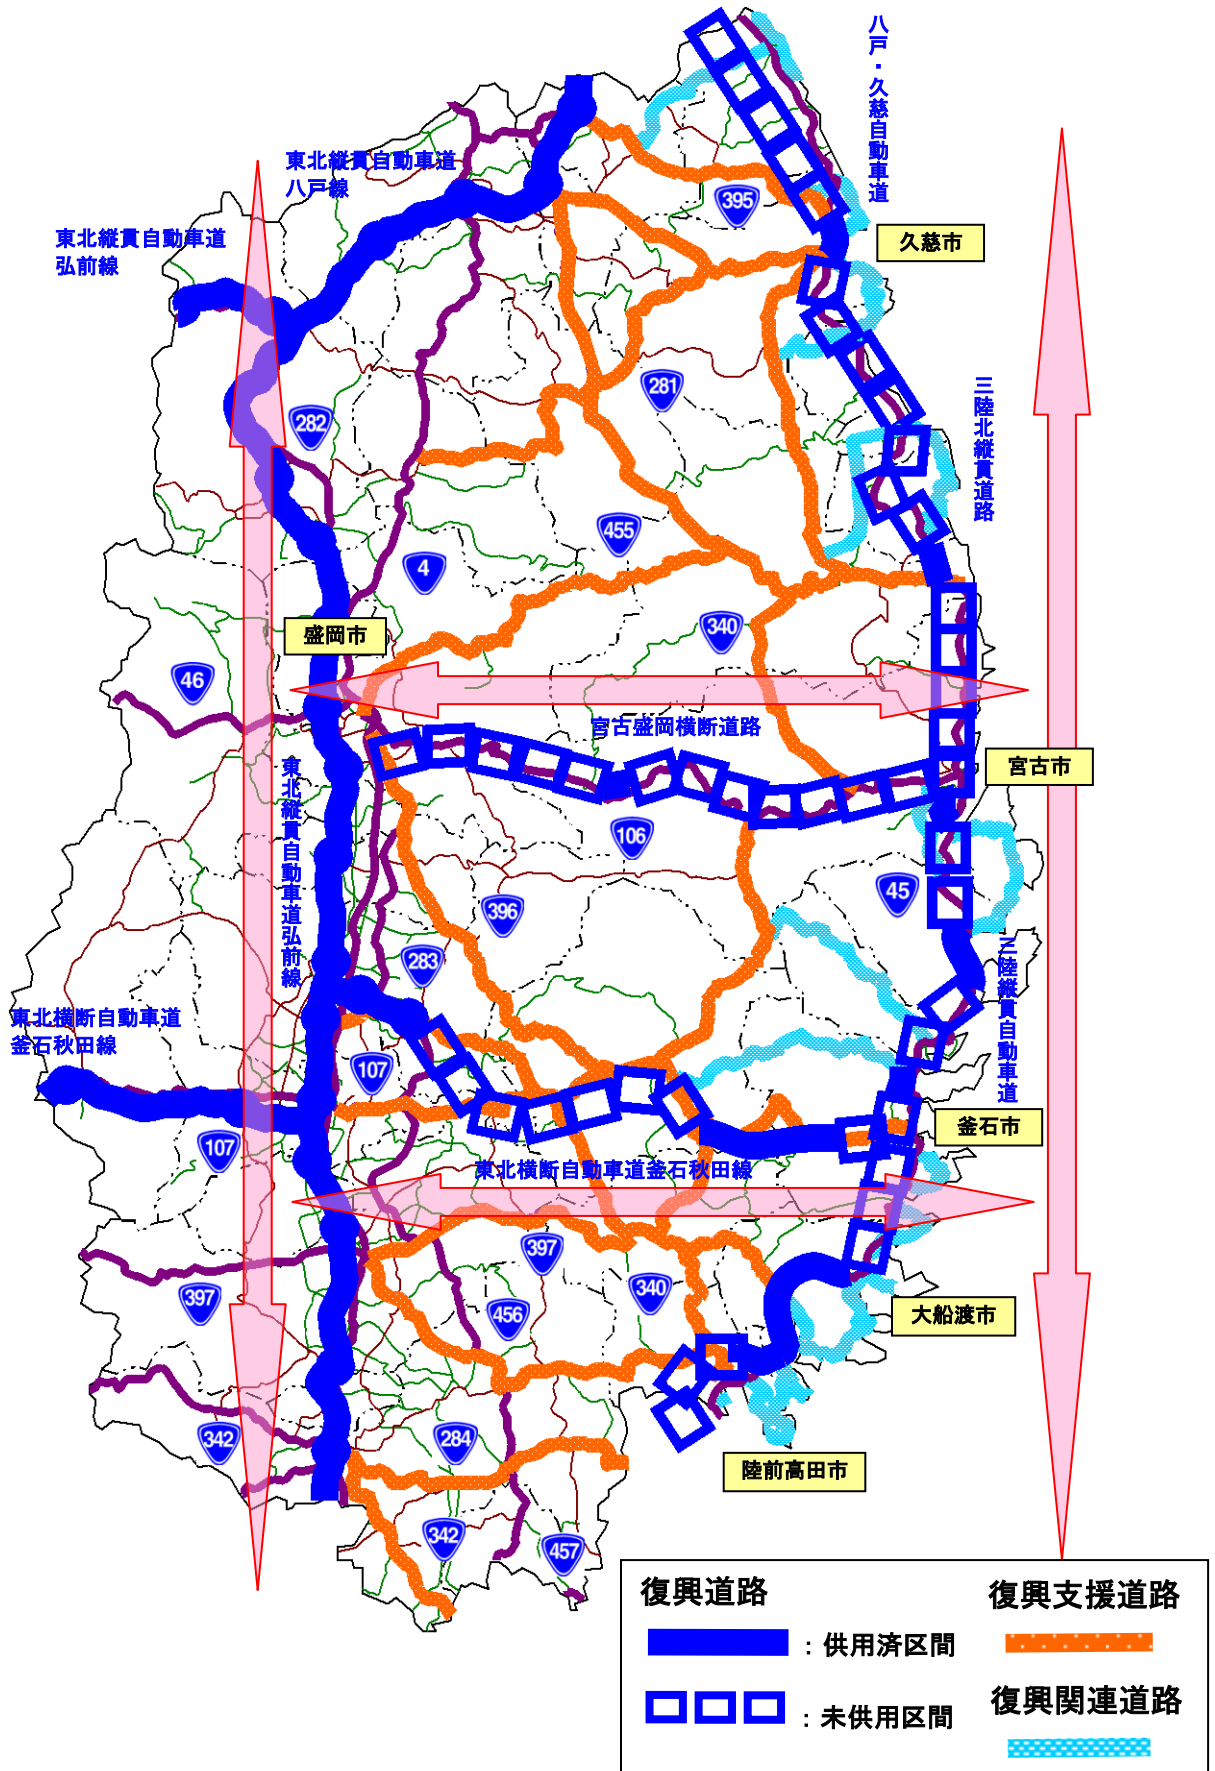 八戸・久慈自動車道
東北縦貫自動車道
八戸線
395
東北縦貫自動車道
弘前線
久慈市
三陸北縦貫道路
281
282
455
4
盛岡市
340
46
宮古盛岡横断道路
宮古市
東北縦貫自動車道弘前線
106
45
396
283
三陸縦貫自動車道
東北横断自動車道
釜石秋田線
107
107
釜石市
東北横断自動車道釜石秋田線
397
340
397
456
大船渡市
342
284
陸前高田市
342
457
復興道路
復興支援道路
：供用済区間
復興関連道路
：未供用区間